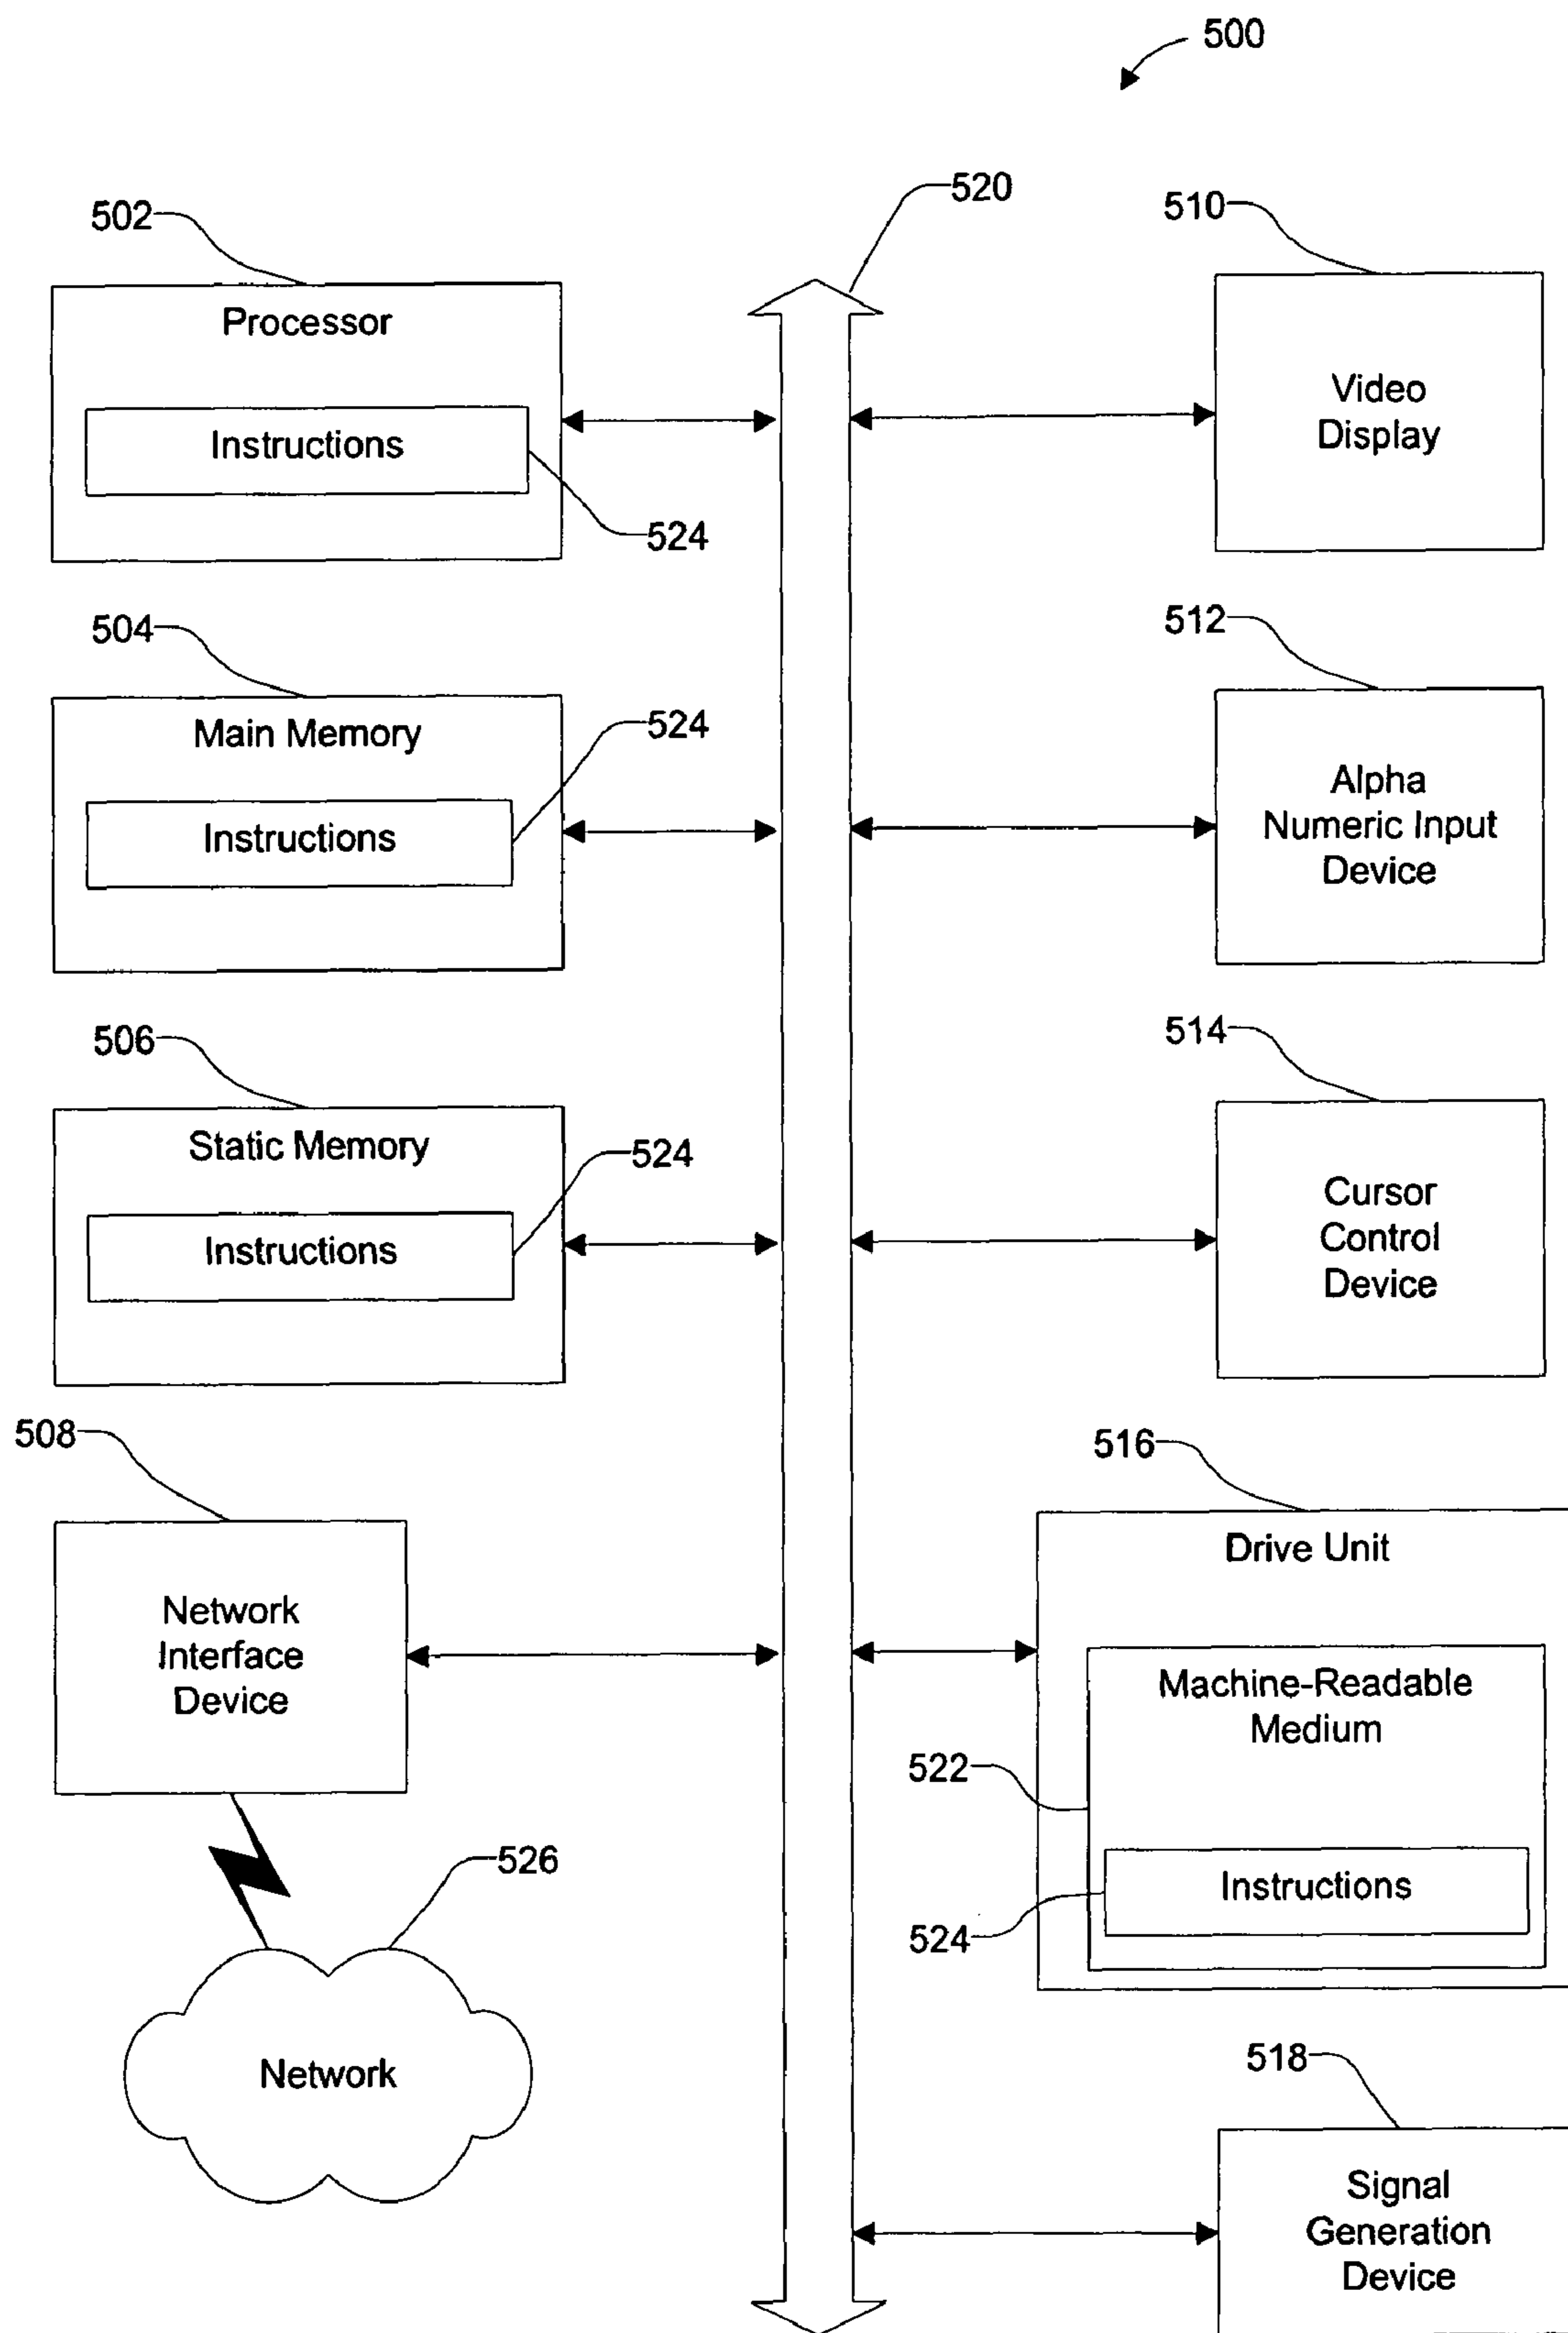 500
520
502
510
Processor
Instructions
524
Video
Display
504
512
Main Memory
524
Instructions
Alpha
Numeric Input
Device
506
514
Static Memory
524
Instructions
Cursor
Control
Device
508
516
Network
Interface
Device
Drive Unit
Machine-Readable
Medium
522
Instructions
524
526
Network
518
Signal
Generation
Device